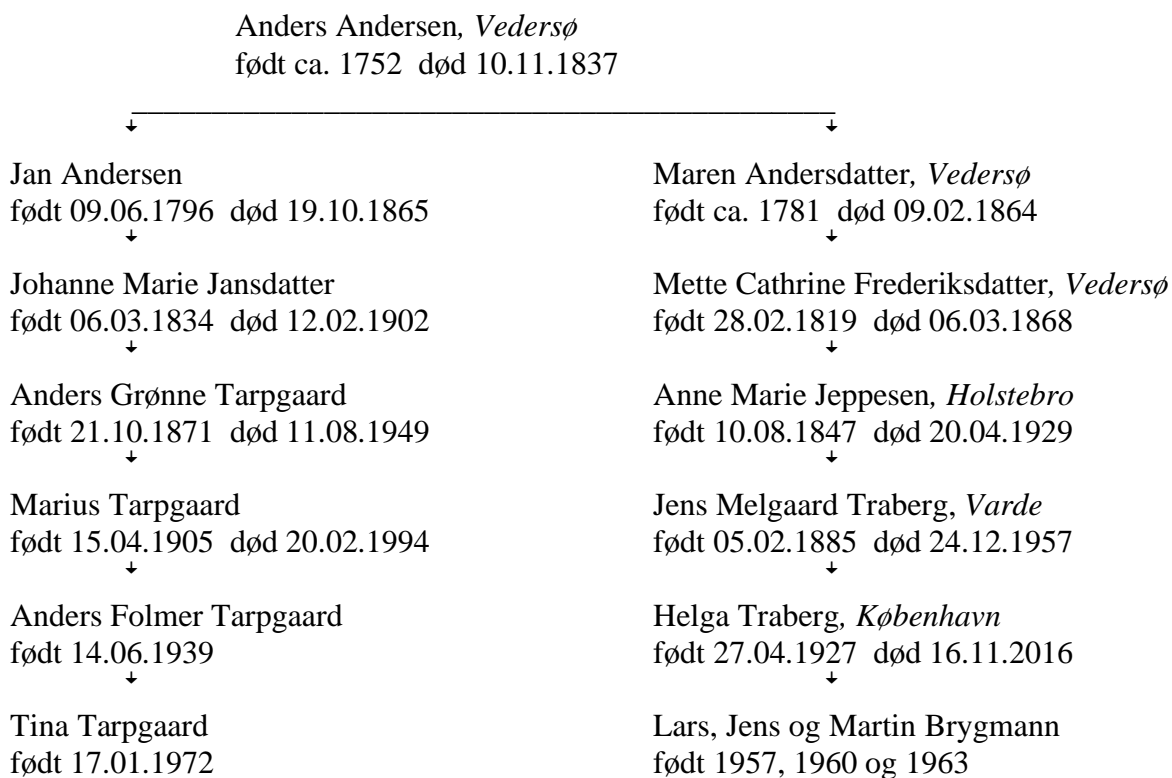 Anders Andersen, Vedersø
født ca. 1752 død 10.11.1837
Jan Andersen
født 09.06.1796 død 19.10.1865
Maren Andersdatter, Vedersø
født ca. 1781 død 09.02.1864
Johanne Marie Jansdatter
født 06.03.1834 død 12.02.1902
Mette Cathrine Frederiksdatter, Vedersø
født 28.02.1819 død 06.03.1868
Anders Grønne Tarpgaard
født 21.10.1871 død 11.08.1949
Anne Marie Jeppesen, Holstebro
født 10.08.1847 død 20.04.1929
Marius Tarpgaard
født 15.04.1905 død 20.02.1994
Jens Melgaard Traberg, Varde
født 05.02.1885 død 24.12.1957
Anders Folmer Tarpgaard
født 14.06.1939
Helga Traberg, København
født 27.04.1927 død 16.11.2016
Tina Tarpgaard
født 17.01.1972
Lars, Jens og Martin Brygmann
født 1957, 1960 og 1963